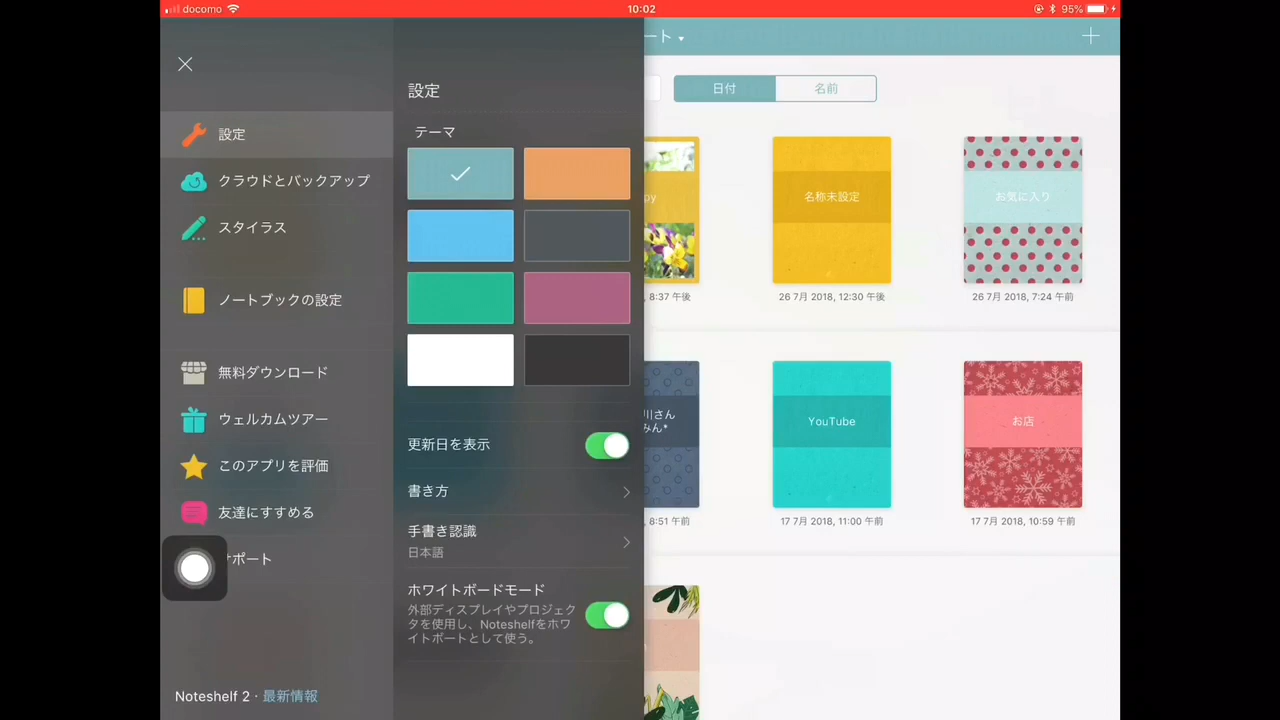 docomo
10:02
95%
設定
クラウドとバックアップ
スタイラス
ノートブックの設定
無料ダウンロード
ウェルカムツアー
このアプリを評価
友達にすすめる
サポート
Noteshelf 2 · 最新情報
設定
テーマ
更新日を表示
書き方
手書き認識
日本語
ホワイトボードモード
外部ディスプレイやプロジェク
タを使用し、Noteshelfをホワ
イトボートとして使う。
ート
日付
名前
py
8:37 午後
名称未設定
26 7月 2018, 12:30 午後
お気に入り
26 7月 2018, 7:24 午前
川さん
みん*
8:51 午前
YouTube
17 7月 2018, 11:00 午前
お店
17 7月 2018, 10:59 午前